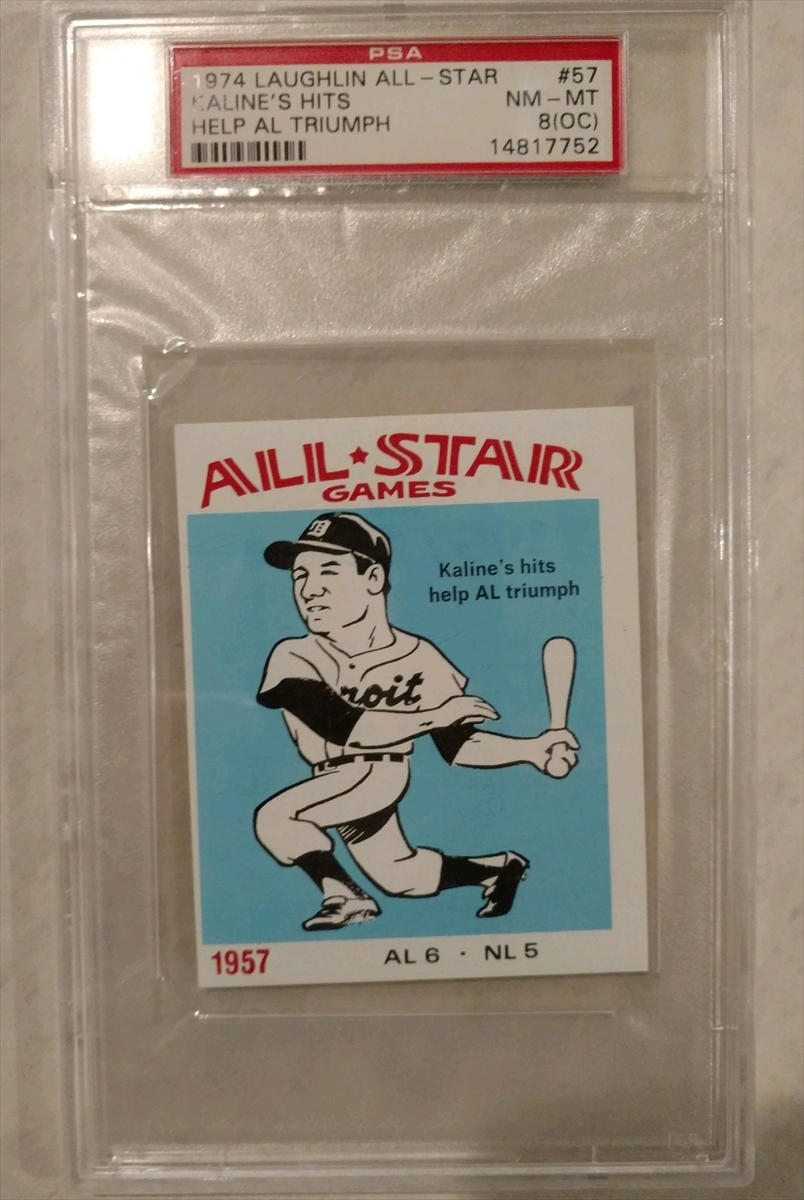 PSA
1974 LAUGHLIN ALL-STAR #57
KALINE'S HITS NM-MT
HELP AL TRIUMPH 8(OC)
14817752
ALL★STAR
GAMES
Kaline's hits
help AL triumph
D
roit
1957 AL 6 · NL 5